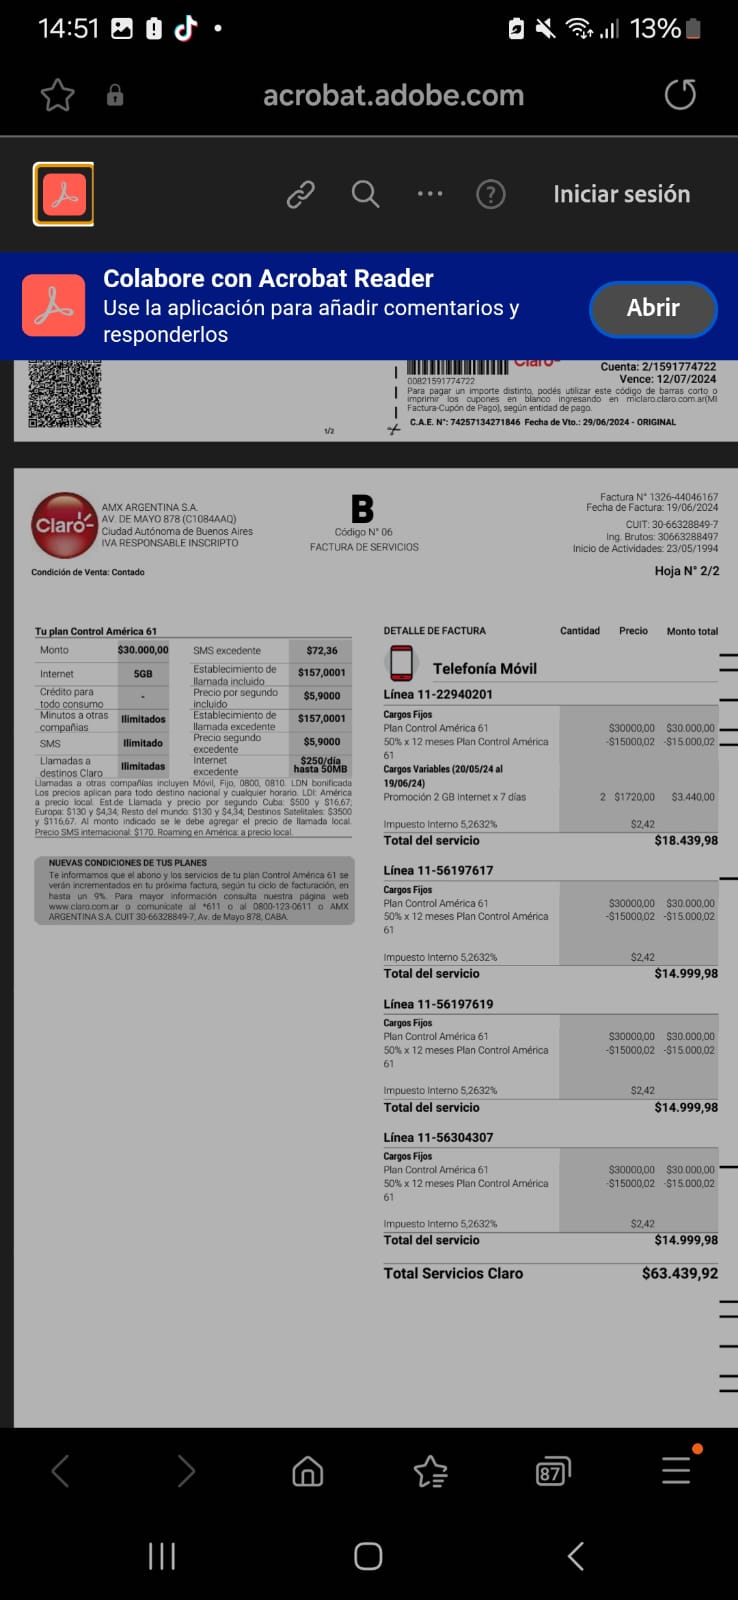 14:51
13%
acrobat.adobe.com
Iniciar sesión
Colabore con Acrobat Reader
Use la aplicación para añadir comentarios y
responderlos
Abrir
Claro
Cuenta: 2/1591774722
Vence: 12/07/2024
00821591774722
Para pagar un importe distinto, podés utilizar este código de barras corto o
imprimir los cupones en blanco ingresando en miclaro.claro.com.ar(Mi
Factura-Cupón de Pago), según entidad de pago.
1/2
C.A.E. N°: 74257134271846 Fecha de Vto.: 29/06/2024 - ORIGINAL
Claro
AMX ARGENTINA S.A.
AV. DE MAYO 878 (C1084AAQ)
Ciudad Autónoma de Buenos Aires
IVA RESPONSABLE INSCRIPTO
Condición de Venta: Contado
B
Código N° 06
FACTURA DE SERVICIOS
Factura N° 1326-44046167
Fecha de Factura: 19/06/2024
CUIT: 30-66328849-7
Ing. Brutos: 30663288497
Inicio de Actividades: 23/05/1994
Hoja N° 2/2
Tu plan Control América 61
Monto $30.000,00 SMS excedente $72,36
Internet 5GB Establecimiento de llamada incluido $157,0001
Crédito para todo consumo - Precio por segundo incluido $5,9000
Minutos a otras compañías Ilimitados Establecimiento de llamada excedente $157,0001
SMS Ilimitado Precio segundo excedente $5,9000
Llamadas a destinos Claro Ilimitadas Internet excedente $250/día hasta 50MB
Llamadas a otras compañías incluyen Móvil, Fijo, 0800, 0810. LDN bonificada
Los precios aplican para todo destino nacional y cualquier horario. LDI: América
a precio local. Est.de Llamada y precio por segundo Cuba: $500 y $16,67;
Europa: $130 y $4,34; Resto del mundo: $130 y $4,34; Destinos Satelitales: $3500
y $116,67. Al monto indicado se le debe agregar el precio de llamada local.
Precio SMS internacional: $170. Roaming en América: a precio local.
NUEVAS CONDICIONES DE TUS PLANES
Te informamos que el abono y los servicios de tu plan Control América 61 se
verán incrementados en tu próxima factura, según tu ciclo de facturación, en
hasta un 9%. Para mayor información consulta nuestra página web
www.claro.com.ar o comunícate al *611 o al 0800-123-0611 o AMX
ARGENTINA S.A. CUIT 30-66328849-7, Av. de Mayo 878, CABA.
DETALLE DE FACTURA Cantidad Precio Monto total
Telefonía Móvil
Línea 11-22940201
Cargos Fijos
Plan Control América 61 $30000,00 $30.000,00
50% x 12 meses Plan Control América -$15000,02 -$15.000,02
61
Cargos Variables (20/05/24 al
19/06/24)
Promoción 2 GB Internet x 7 días 2 $1720,00 $3.440,00
Impuesto Interno 5,2632% $2,42
Total del servicio $18.439,98
Línea 11-56197617
Cargos Fijos
Plan Control América 61 $30000,00 $30.000,00
50% x 12 meses Plan Control América -$15000,02 -$15.000,02
61
Impuesto Interno 5,2632% $2,42
Total del servicio $14.999,98
Línea 11-56197619
Cargos Fijos
Plan Control América 61 $30000,00 $30.000,00
50% x 12 meses Plan Control América -$15000,02 -$15.000,02
61
Impuesto Interno 5,2632% $2,42
Total del servicio $14.999,98
Línea 11-56304307
Cargos Fijos
Plan Control América 61 $30000,00 $30.000,00
50% x 12 meses Plan Control América -$15000,02 -$15.000,02
61
Impuesto Interno 5,2632% $2,42
Total del servicio $14.999,98
Total Servicios Claro $63.439,92
87